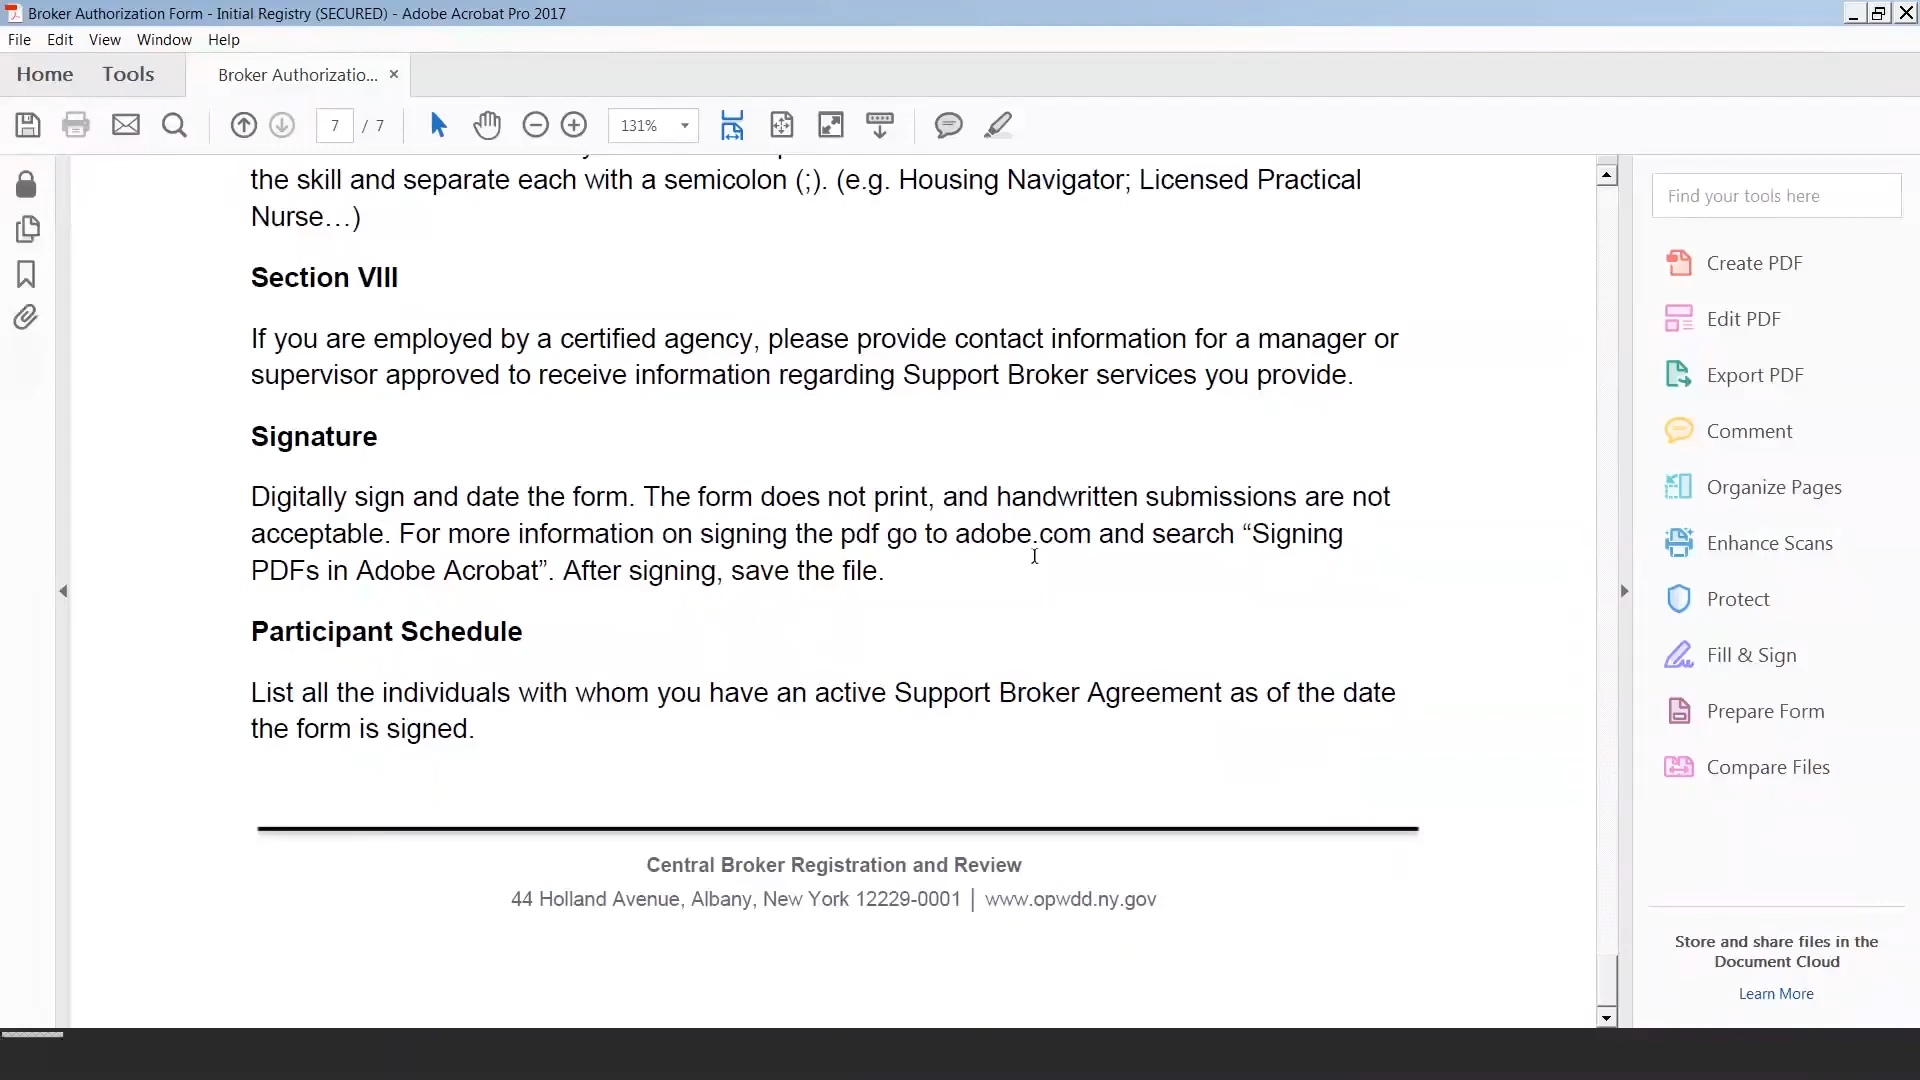 Broker Authorization Form - Initial Registry (SECURED) - Adobe Acrobat Pro 2017
File Edit View Window Help
Home Tools Broker Authorizatio... ×
7 / 7 131%
the skill and separate each with a semicolon (;). (e.g. Housing Navigator; Licensed Practical
Nurse…)
Section VIII
If you are employed by a certified agency, please provide contact information for a manager or
supervisor approved to receive information regarding Support Broker services you provide.
Signature
Digitally sign and date the form. The form does not print, and handwritten submissions are not
acceptable. For more information on signing the pdf go to adobe.com and search “Signing
PDFs in Adobe Acrobat”. After signing, save the file.
Participant Schedule
List all the individuals with whom you have an active Support Broker Agreement as of the date
the form is signed.
Central Broker Registration and Review
44 Holland Avenue, Albany, New York 12229-0001 │ www.opwdd.ny.gov
Find your tools here
Create PDF
Edit PDF
Export PDF
Comment
Organize Pages
Enhance Scans
Protect
Fill & Sign
Prepare Form
Compare Files
Store and share files in the
Document Cloud
Learn More